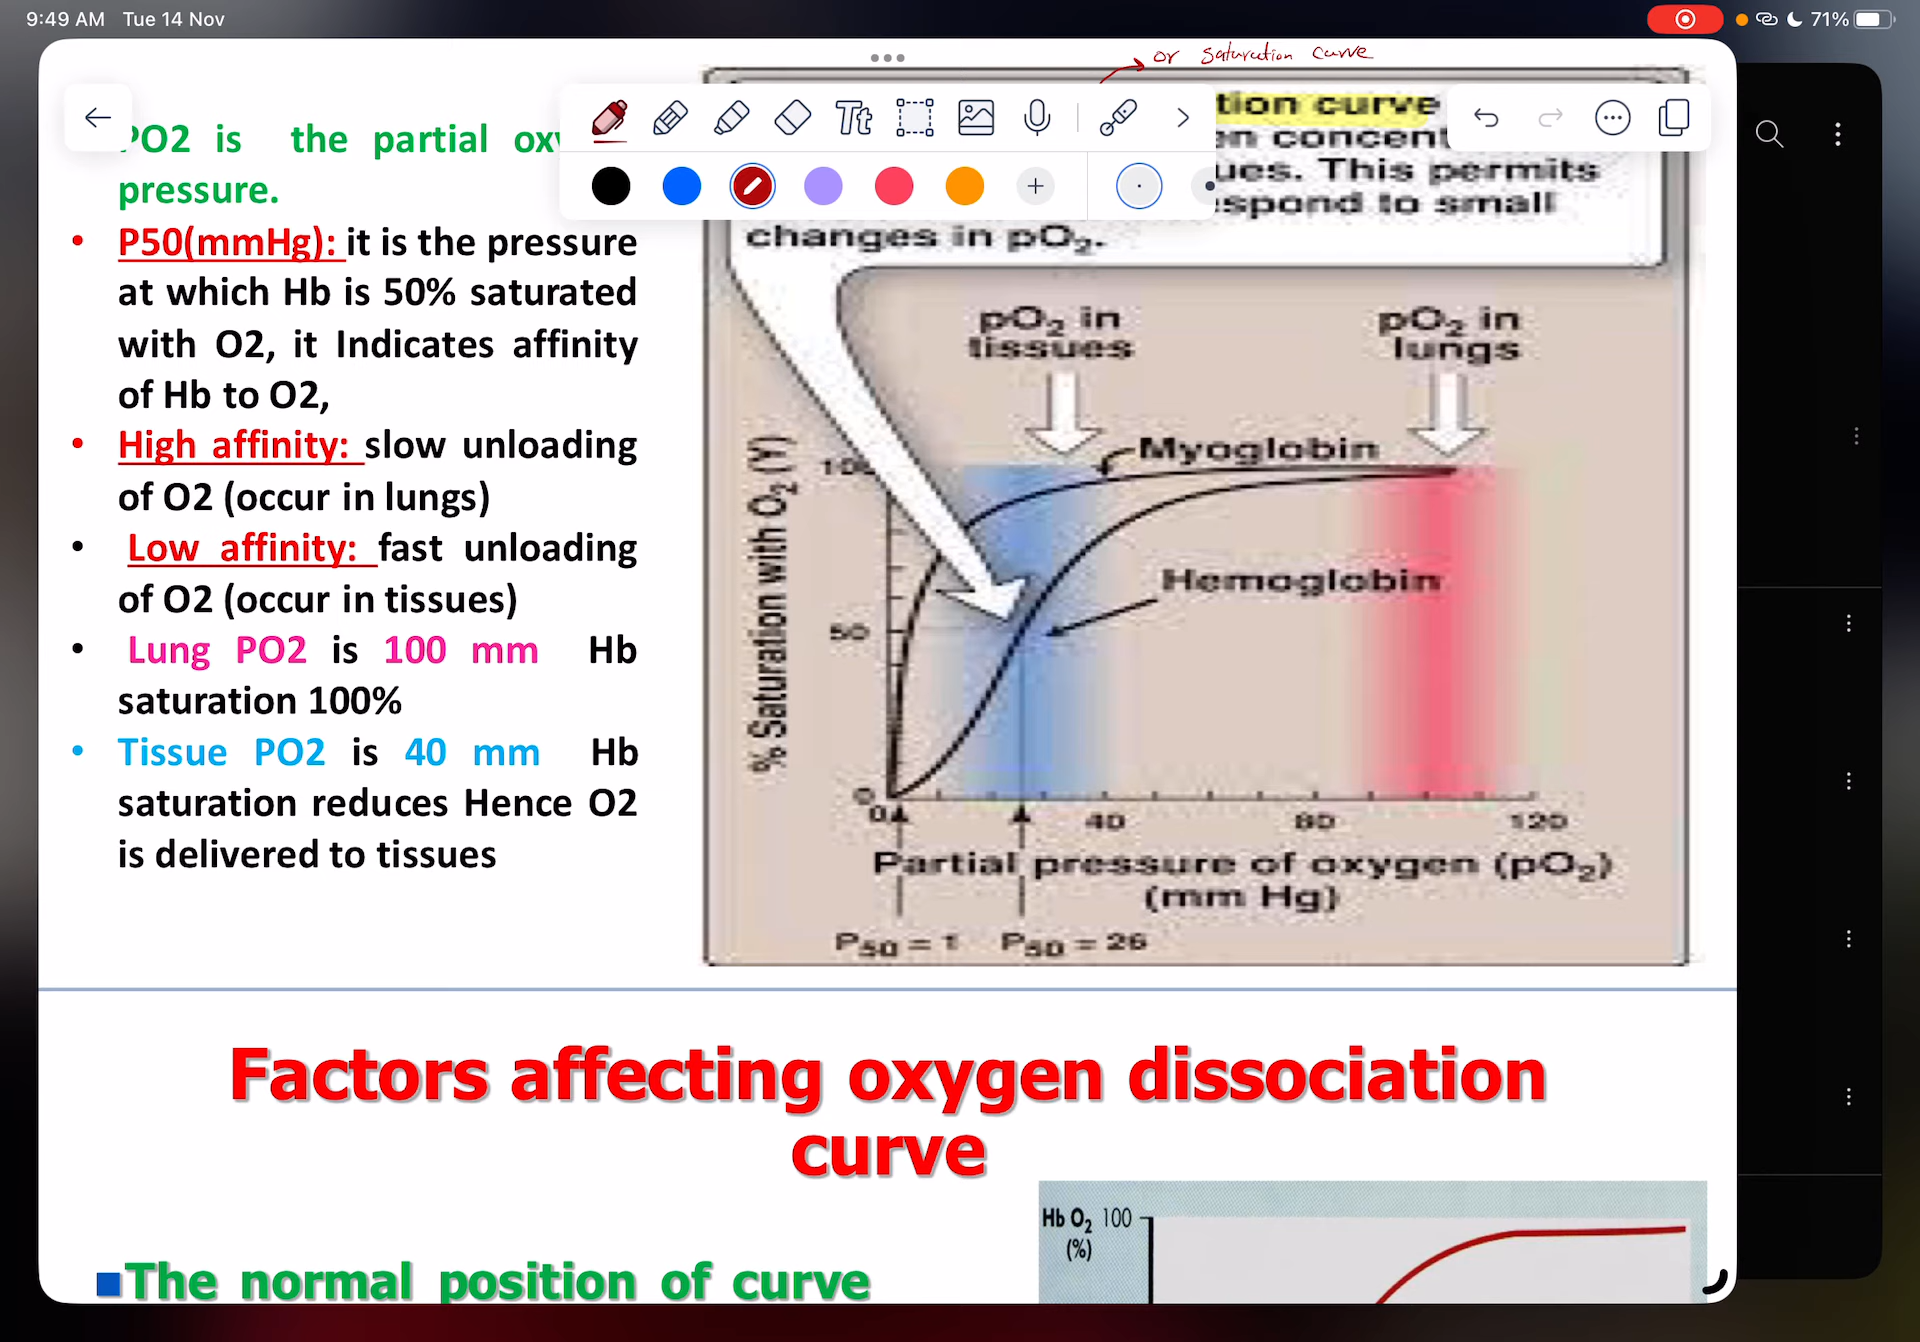 9:49 AM Tue 14 Nov
71%
or saturation curve
PO2 is the partial
pressure.
• P50(mmHg): it is the pressure
at which Hb is 50% saturated
with O2, it Indicates affinity
of Hb to O2,
• High affinity: slow unloading
of O2 (occur in lungs)
• Low affinity: fast unloading
of O2 (occur in tissues)
• Lung PO2 is 100 mm Hb
saturation 100%
• Tissue PO2 is 40 mm Hb
saturation reduces Hence O2
is delivered to tissues
Tt
curve
This permits
to small
changes in pO₂.
pO₂ in
tissues
pO₂ in
lungs
Myoglobin
Hemoglobin
% Saturation with O₂ (Y)
50
0
0 40 80 120
Partial pressure of oxygen (pO₂)
(mm Hg)
P50 = 1 P50 = 26
Factors affecting oxygen dissociation
curve
The normal position of curve
Hb O₂ 100
(%)